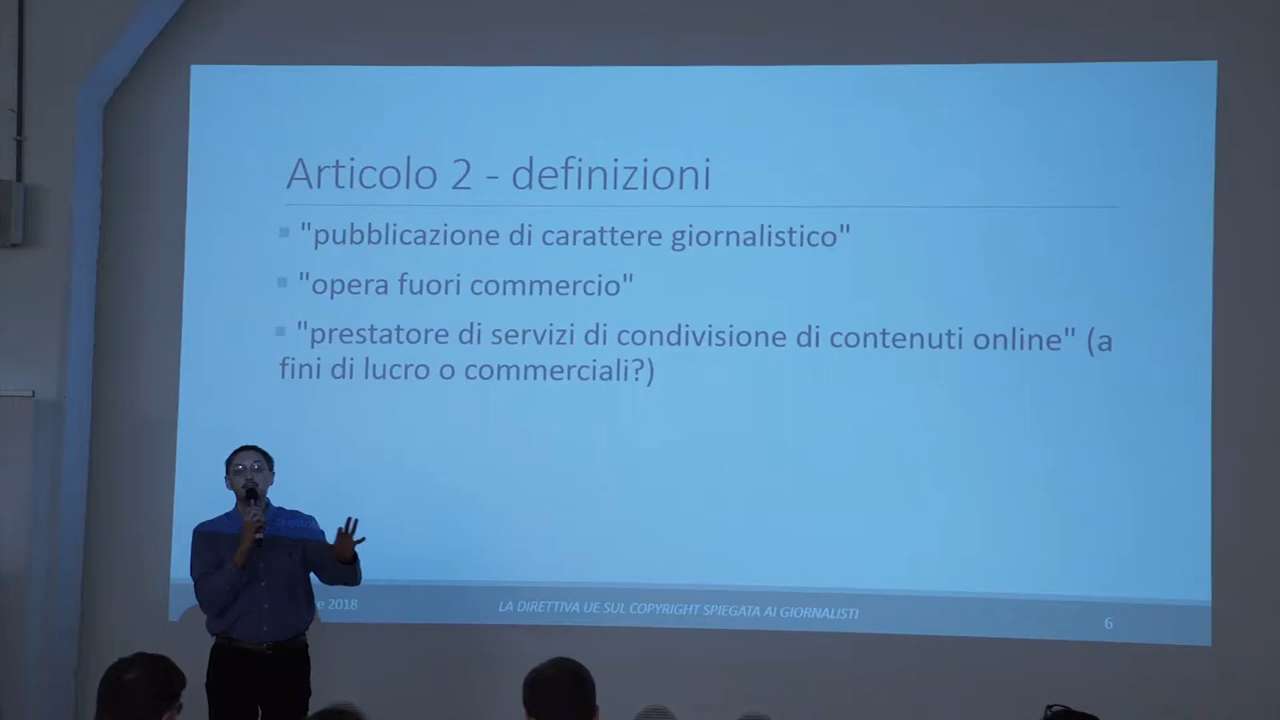 Articolo 2 - definizioni
"pubblicazione di carattere giornalistico"
"opera fuori commercio"
"prestatore di servizi di condivisione di contenuti online" (a
fini di lucro o commerciali?)
2018
LA DIRETTIVA UE SUL COPYRIGHT SPIEGATA AI GIORNALISTI
6